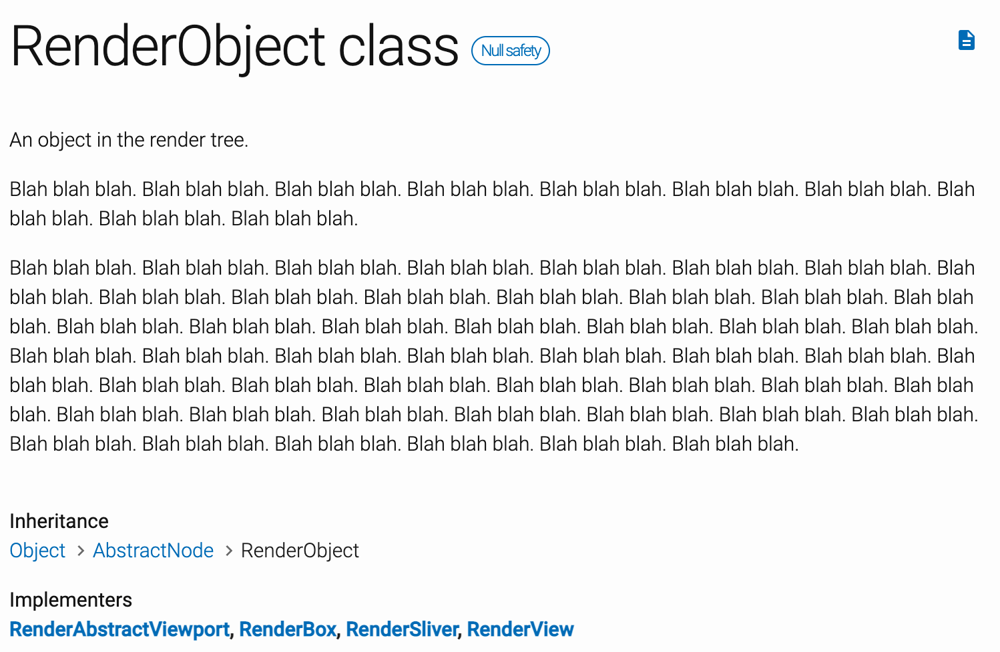 RenderObject class Null safety
An object in the render tree.
Blah blah blah. Blah blah blah. Blah blah blah. Blah blah blah. Blah blah blah. Blah blah blah. Blah blah blah. Blah
blah blah. Blah blah blah. Blah blah blah.
Blah blah blah. Blah blah blah. Blah blah blah. Blah blah blah. Blah blah blah. Blah blah blah. Blah blah blah. Blah
blah blah. Blah blah blah. Blah blah blah. Blah blah blah. Blah blah blah. Blah blah blah. Blah blah blah. Blah blah
blah. Blah blah blah. Blah blah blah. Blah blah blah. Blah blah blah. Blah blah blah. Blah blah blah. Blah blah blah.
Blah blah blah. Blah blah blah. Blah blah blah. Blah blah blah. Blah blah blah. Blah blah blah. Blah blah blah. Blah
blah blah. Blah blah blah. Blah blah blah. Blah blah blah. Blah blah blah. Blah blah blah. Blah blah blah. Blah blah
blah. Blah blah blah. Blah blah blah. Blah blah blah. Blah blah blah. Blah blah blah. Blah blah blah. Blah blah blah.
Blah blah blah. Blah blah blah. Blah blah blah. Blah blah blah. Blah blah blah. Blah blah blah.
Inheritance
Object > AbstractNode > RenderObject
Implementers
RenderAbstractViewport, RenderBox, RenderSliver, RenderView